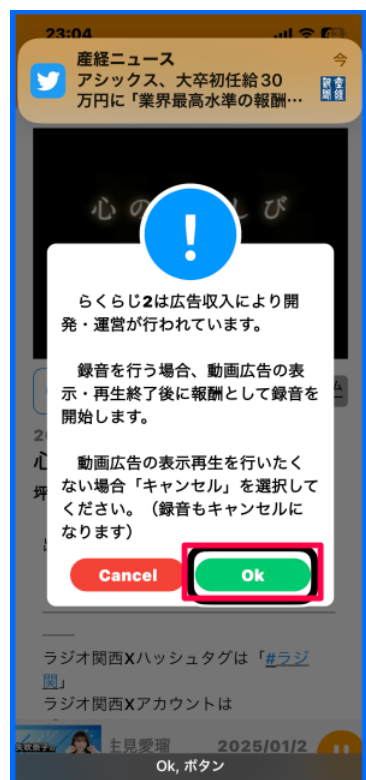 23:04
産経ニュース
今
アシックス、大卒初任給30
万円に「業界最高水準の報酬…
産経
新聞
心の
び
らくらじ2は広告収入により開
発・運営が行われています。
録音を行う場合、動画広告の表
示・再生終了後に報酬として録音を
開始します。
動画広告の表示再生を行いたく
ない場合「キャンセル」を選択して
ください。（録音もキャンセルに
なります）
Cancel
Ok
ラジオ関西Xハッシュタグは「#ラジ
関」
ラジオ関西Xアカウントは
主見愛瑠
2025/01/2
Ok, ボタン